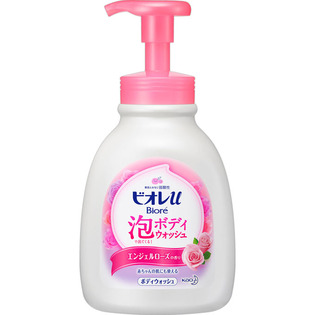 ビオレu
Bioré
泡ボディ
ウォッシュ
で出てくる!
エンジェルローズの香り
赤ちゃんの肌にも使える
ボディウォッシュ
KAO